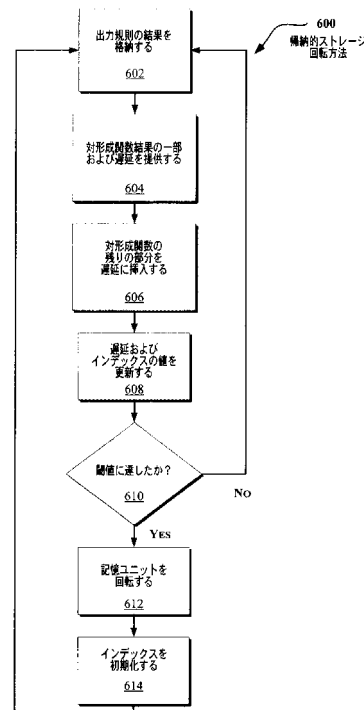 600
帰納的ストレージ
回転方法
出力規則の結果を
格納する
602
対形成関数結果の一部
および遅延を提供する
604
対形成関数の
残りの部分を
遅延に挿入する
606
遅延および
インデックスの値を
更新する
608
閾値に達したか?
610
NO
YES
記憶ユニットを
回転する
612
インデックスを
初期化する
614